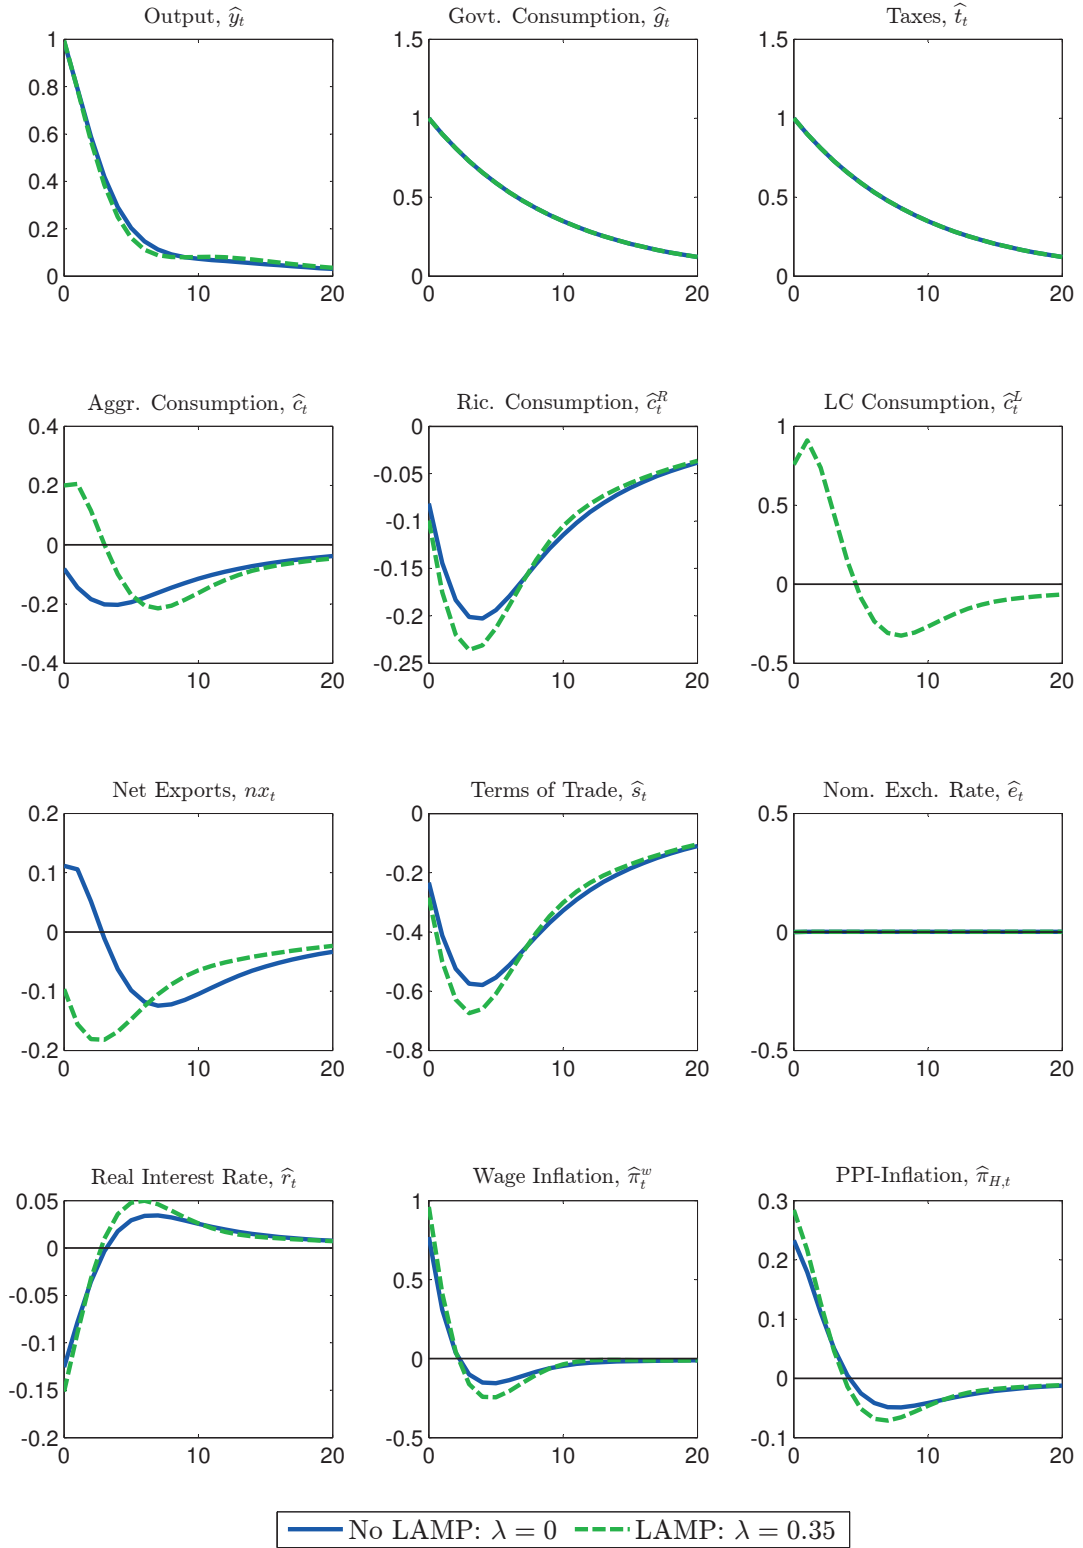 Output, ŷ_t
Govt. Consumption, ĝ_t
Taxes, t̂_t
1
0.8
0.6
0.4
0.2
0
0 10 20
1.5
1
0.5
0
0 10 20
1.5
1
0.5
0
0 10 20
Aggr. Consumption, ĉ_t
Ric. Consumption, ĉ_t^R
LC Consumption, ĉ_t^L
0.4
0.2
0
-0.2
-0.4
0 10 20
0
-0.05
-0.1
-0.15
-0.2
-0.25
0 10 20
1
0.5
0
-0.5
0 10 20
Net Exports, nx_t
Terms of Trade, ŝ_t
Nom. Exch. Rate, ê_t
0.2
0.1
0
-0.1
-0.2
0 10 20
0
-0.2
-0.4
-0.6
-0.8
0 10 20
0.5
0
-0.5
0 10 20
Real Interest Rate, r̂_t
Wage Inflation, π̂_t^w
PPI-Inflation, π̂_{H,t}
0.05
0
-0.05
-0.1
-0.15
-0.2
0 10 20
1
0.5
0
-0.5
0 10 20
0.3
0.2
0.1
0
-0.1
0 10 20
No LAMP: λ = 0 LAMP: λ = 0.35